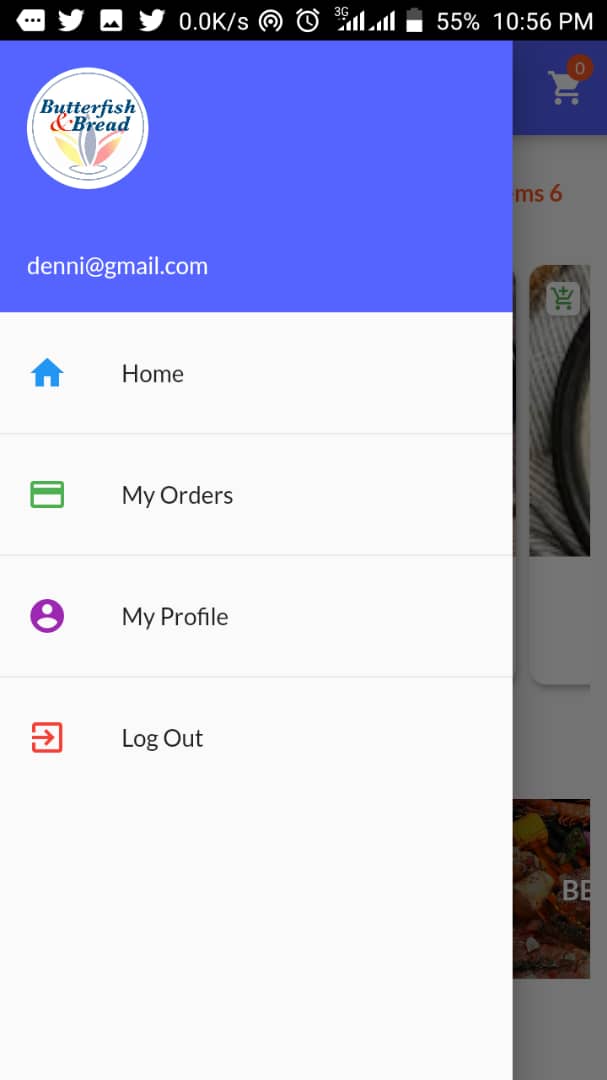 0.0K/s 3G 55% 10:56 PM
Butterfish
&Bread
0
denni@gmail.com
ms 6
Home
My Orders
My Profile
Log Out
BE